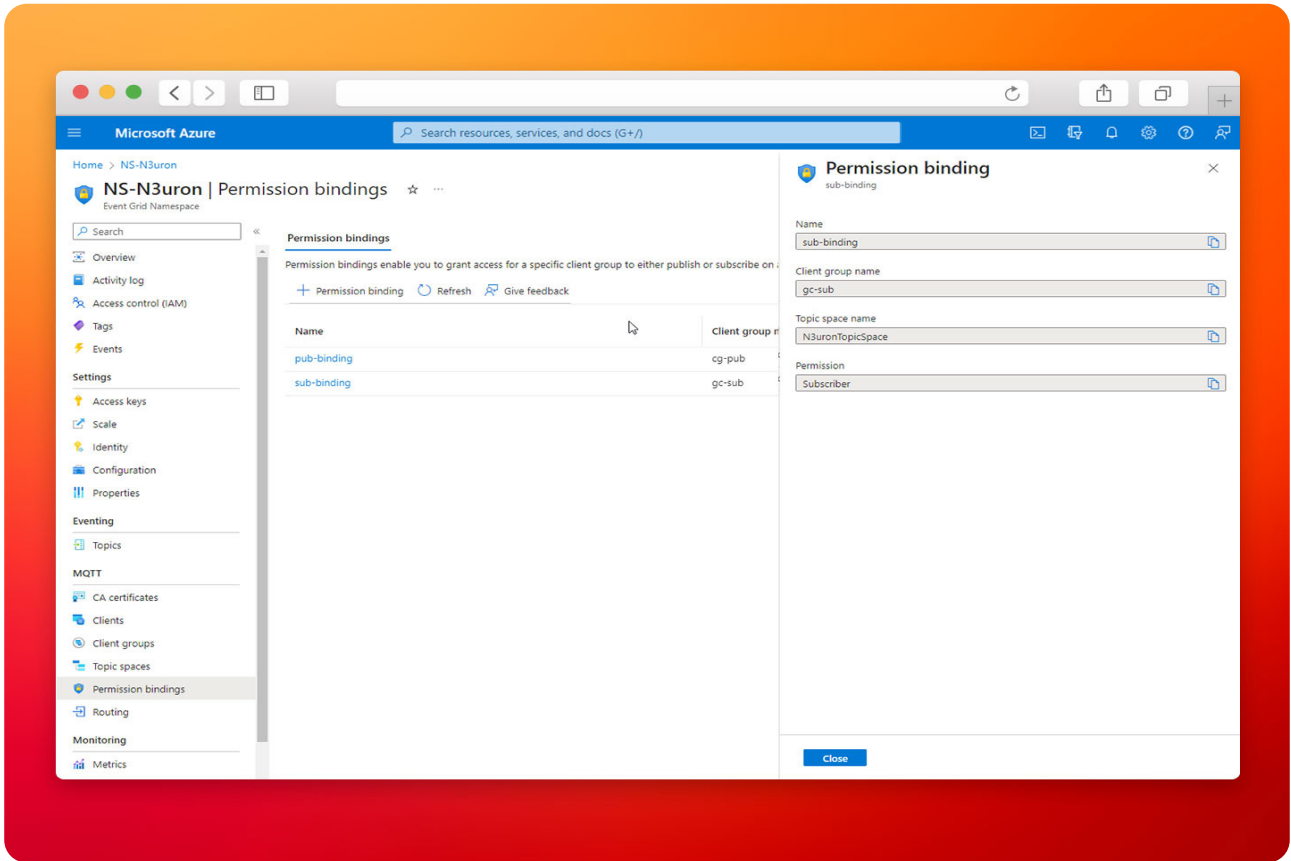 Microsoft Azure
Search resources, services, and docs (G+/)
Home > NS-N3uron
NS-N3uron | Permission bindings
Event Grid Namespace
Search
Overview
Activity log
Access control (IAM)
Tags
Events
Settings
Access keys
Scale
Identity
Configuration
Properties
Eventing
Topics
MQTT
CA certificates
Clients
Client groups
Topic spaces
Permission bindings
Routing
Monitoring
Metrics
Permission bindings
Permission bindings enable you to grant access for a specific client group to either publish or subscribe on
Permission binding Refresh Give feedback
Name Client group
pub-binding cg-pub
sub-binding gc-sub
Permission binding
sub-binding
Name
sub-binding
Client group name
gc-sub
Topic space name
N3uronTopicSpace
Permission
Subscriber
Close